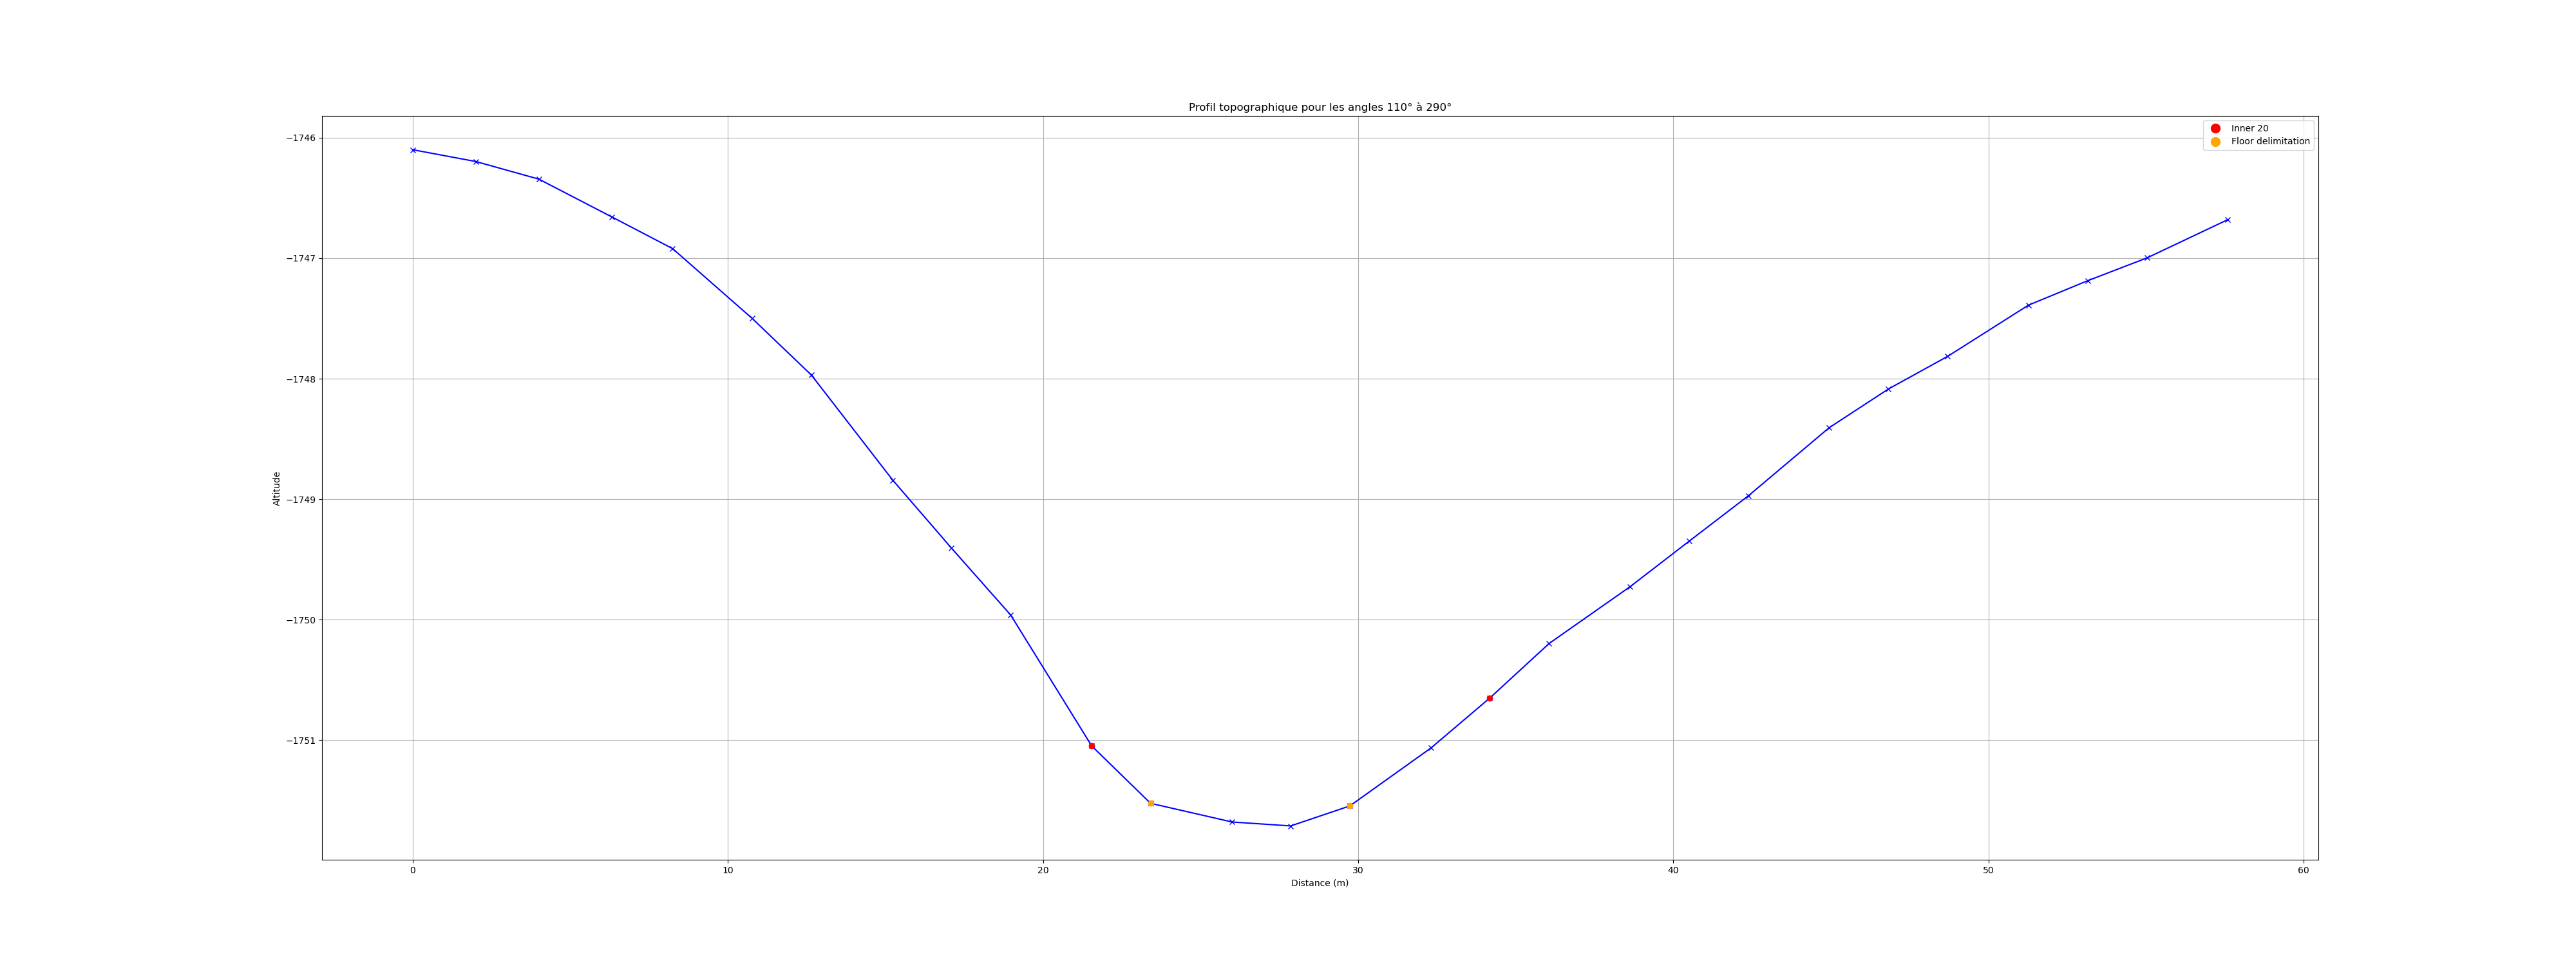 Profil topographique pour les angles 110° à 290°
Inner 20
Floor delimitation
Altitude
−1746
−1747
−1748
−1749
−1750
−1751
0
10
20
30
40
50
60
Distance (m)